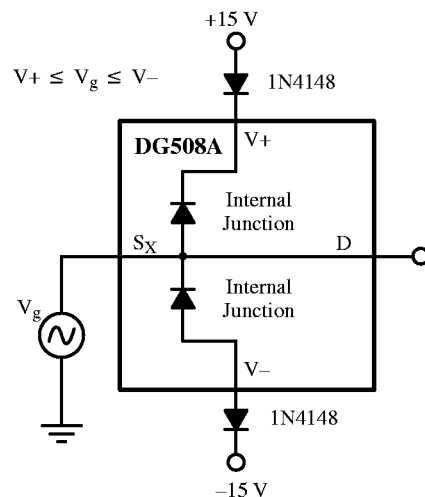 +15 V
V+ ≤ Vg ≤ V−
1N4148
DG508A
V+
Internal
Junction
SX
D
Vg
Internal
Junction
V−
1N4148
−15 V